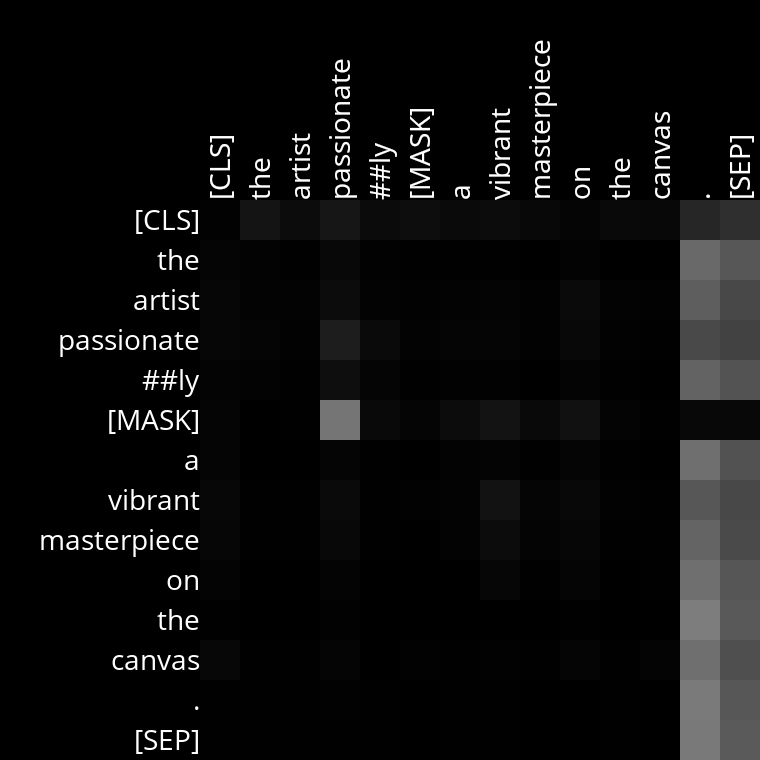 [CLS]
the
artist
passionate
##ly
[MASK]
a
vibrant
masterpiece
on
the
canvas
.
[SEP]
[CLS]
the
artist
passionate
##ly
[MASK]
a
vibrant
masterpiece
on
the
canvas
.
[SEP]